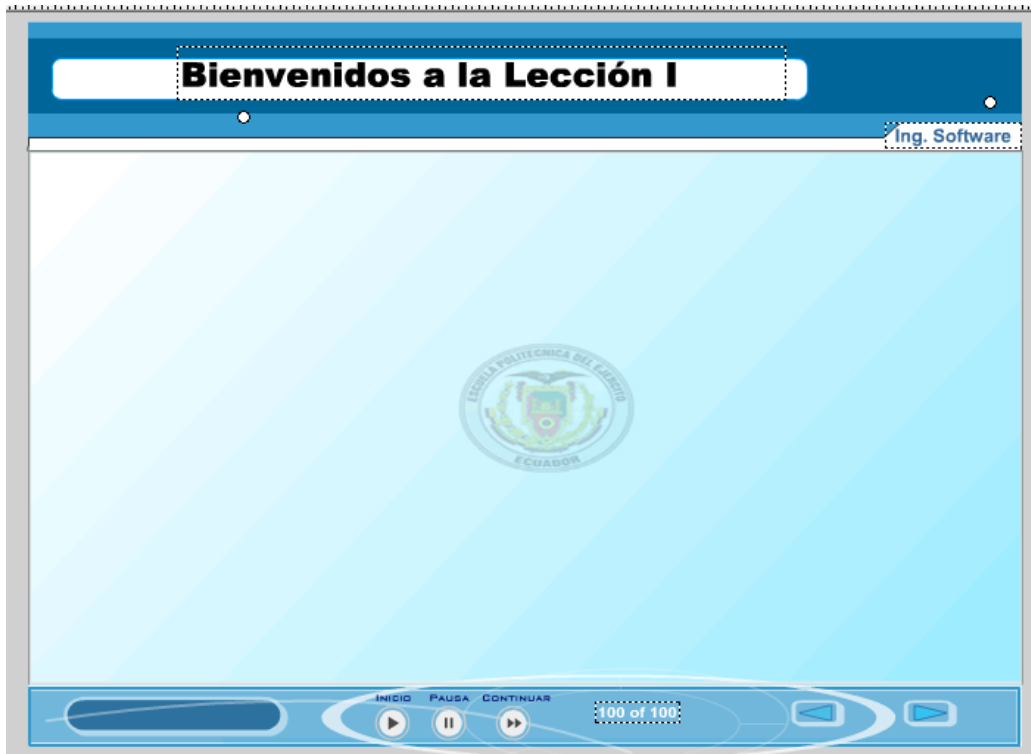 Bienvenidos a la Lección I
Ing. Software
ESCUELA POLITECNICA DEL EJERCITO
ECUADOR
INICIO PAUSA CONTINUAR
100 of 100